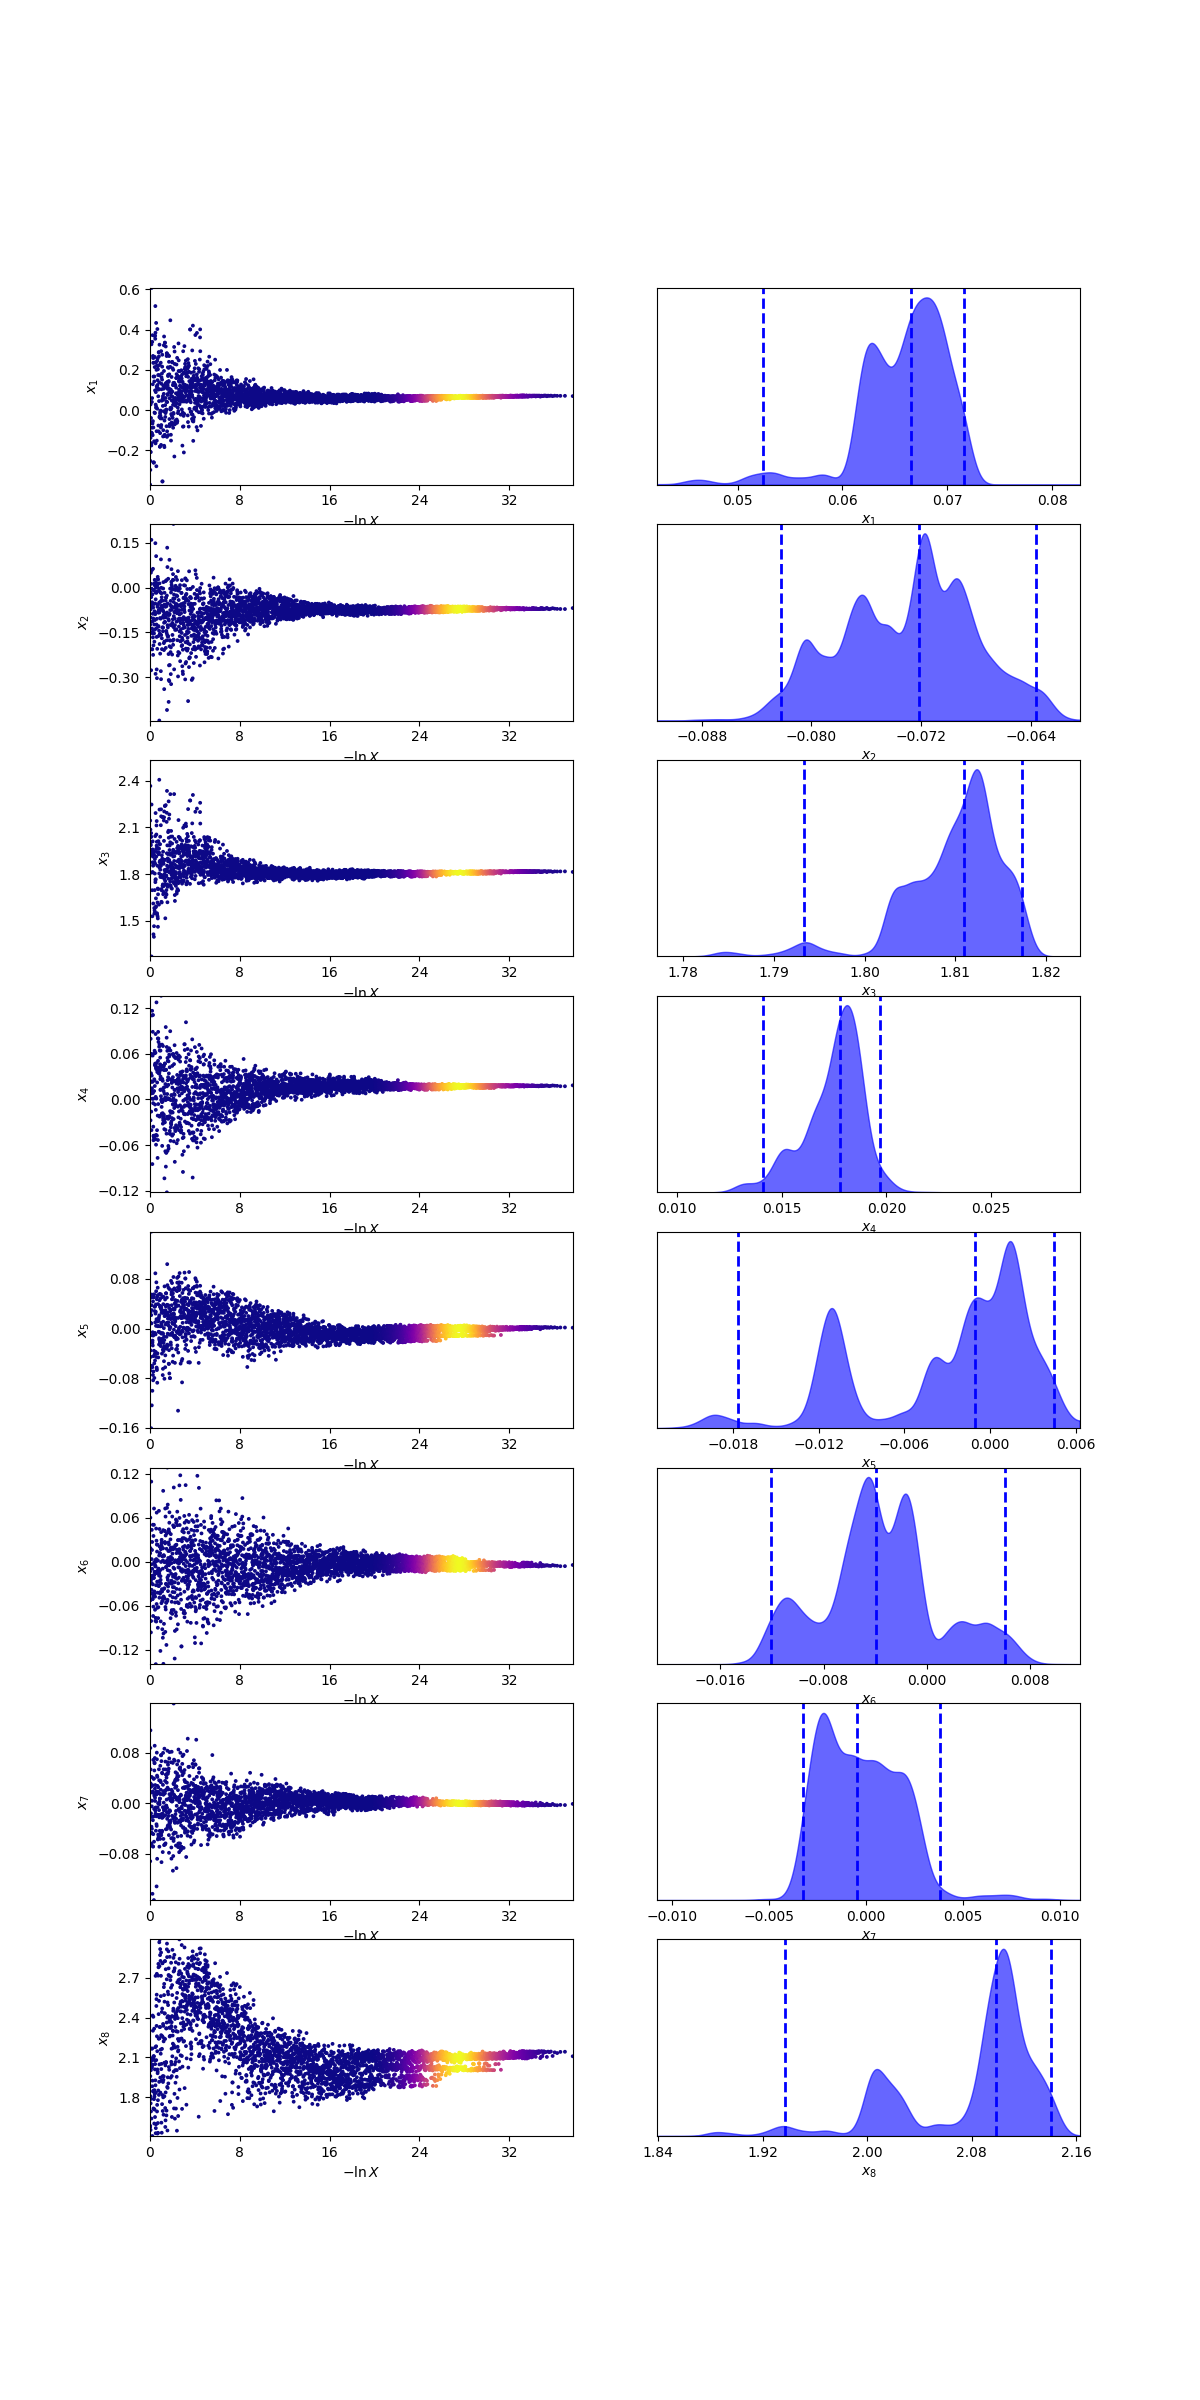 0.6
0.4
0.2
0.0
−0.2
x₁
0 8 16 24 32
−ln X
0.05 0.06 0.07 0.08
x₁
0.15
0.00
−0.15
−0.30
x₂
0 8 16 24 32
−ln X
−0.088 −0.080 −0.072 −0.064
x₂
2.4
2.1
1.8
1.5
x₃
0 8 16 24 32
−ln X
1.78 1.79 1.80 1.81 1.82
x₃
0.12
0.06
0.00
−0.06
−0.12
x₄
0 8 16 24 32
−ln X
0.010 0.015 0.020 0.025
x₄
0.08
0.00
−0.08
−0.16
x₅
0 8 16 24 32
−ln X
−0.018 −0.012 −0.006 0.000 0.006
x₅
0.12
0.06
0.00
−0.06
−0.12
x₆
0 8 16 24 32
−ln X
−0.016 −0.008 0.000 0.008
x₆
0.08
0.00
−0.08
x₇
0 8 16 24 32
−ln X
−0.010 −0.005 0.000 0.005 0.010
x₇
2.7
2.4
2.1
1.8
x₈
0 8 16 24 32
−ln X
1.84 1.92 2.00 2.08 2.16
x₈